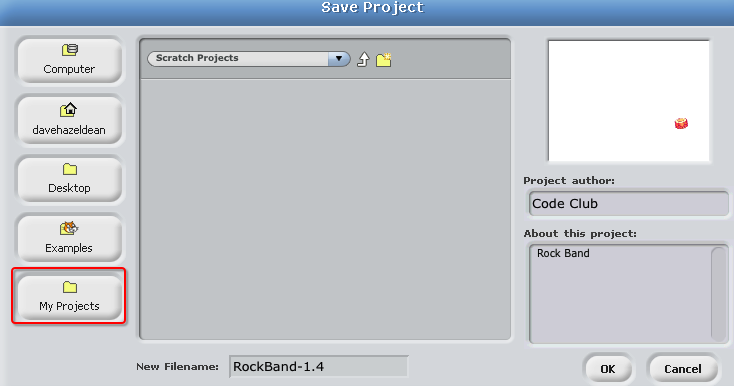 Save Project
Computer
davehazeldean
Desktop
Examples
My Projects
Scratch Projects
Project author:
Code Club
About this project:
Rock Band
New Filename: RockBand-1.4
OK
Cancel